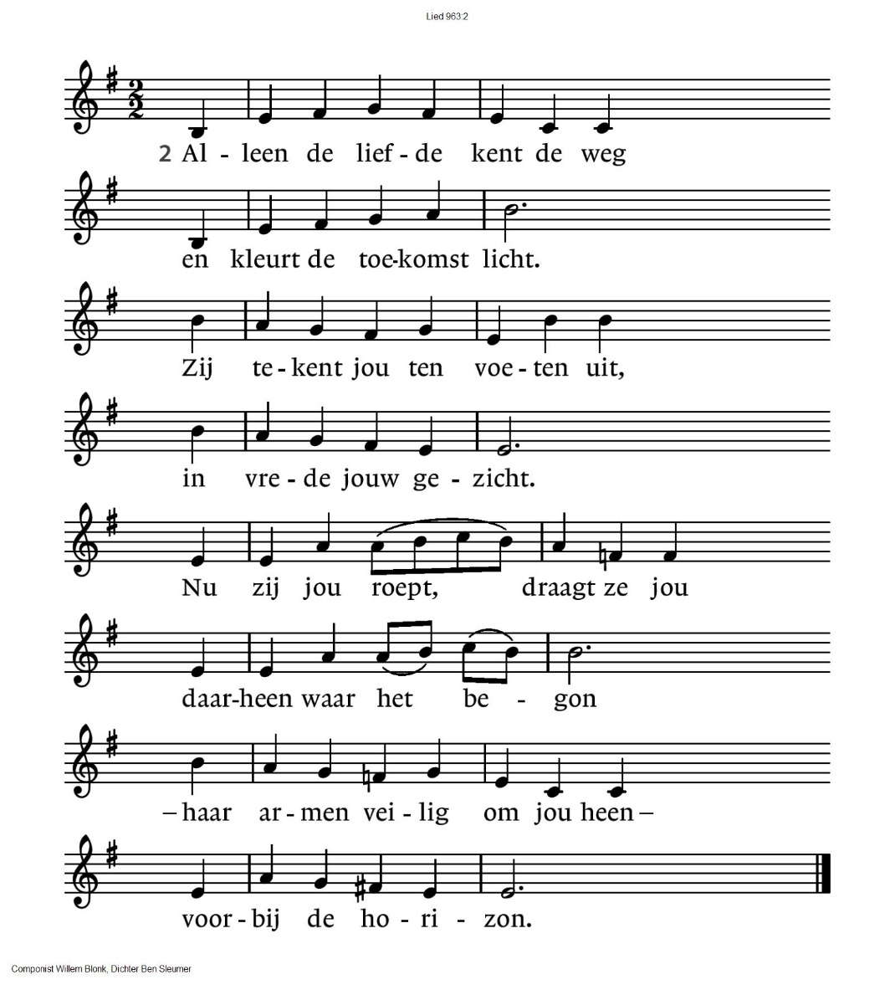 Lied 963:2
2 Al - leen de lief - de kent de weg
en kleurt de toe-komst licht.
Zij te - kent jou ten voe - ten uit,
in vre - de jouw ge - zicht.
Nu zij jou roept, draagt ze jou
daar-heen waar het be - gon
– haar ar - men vei - lig om jou heen –
voor - bij de ho - ri - zon.
Componist Willem Blonk, Dichter Ben Sleumer